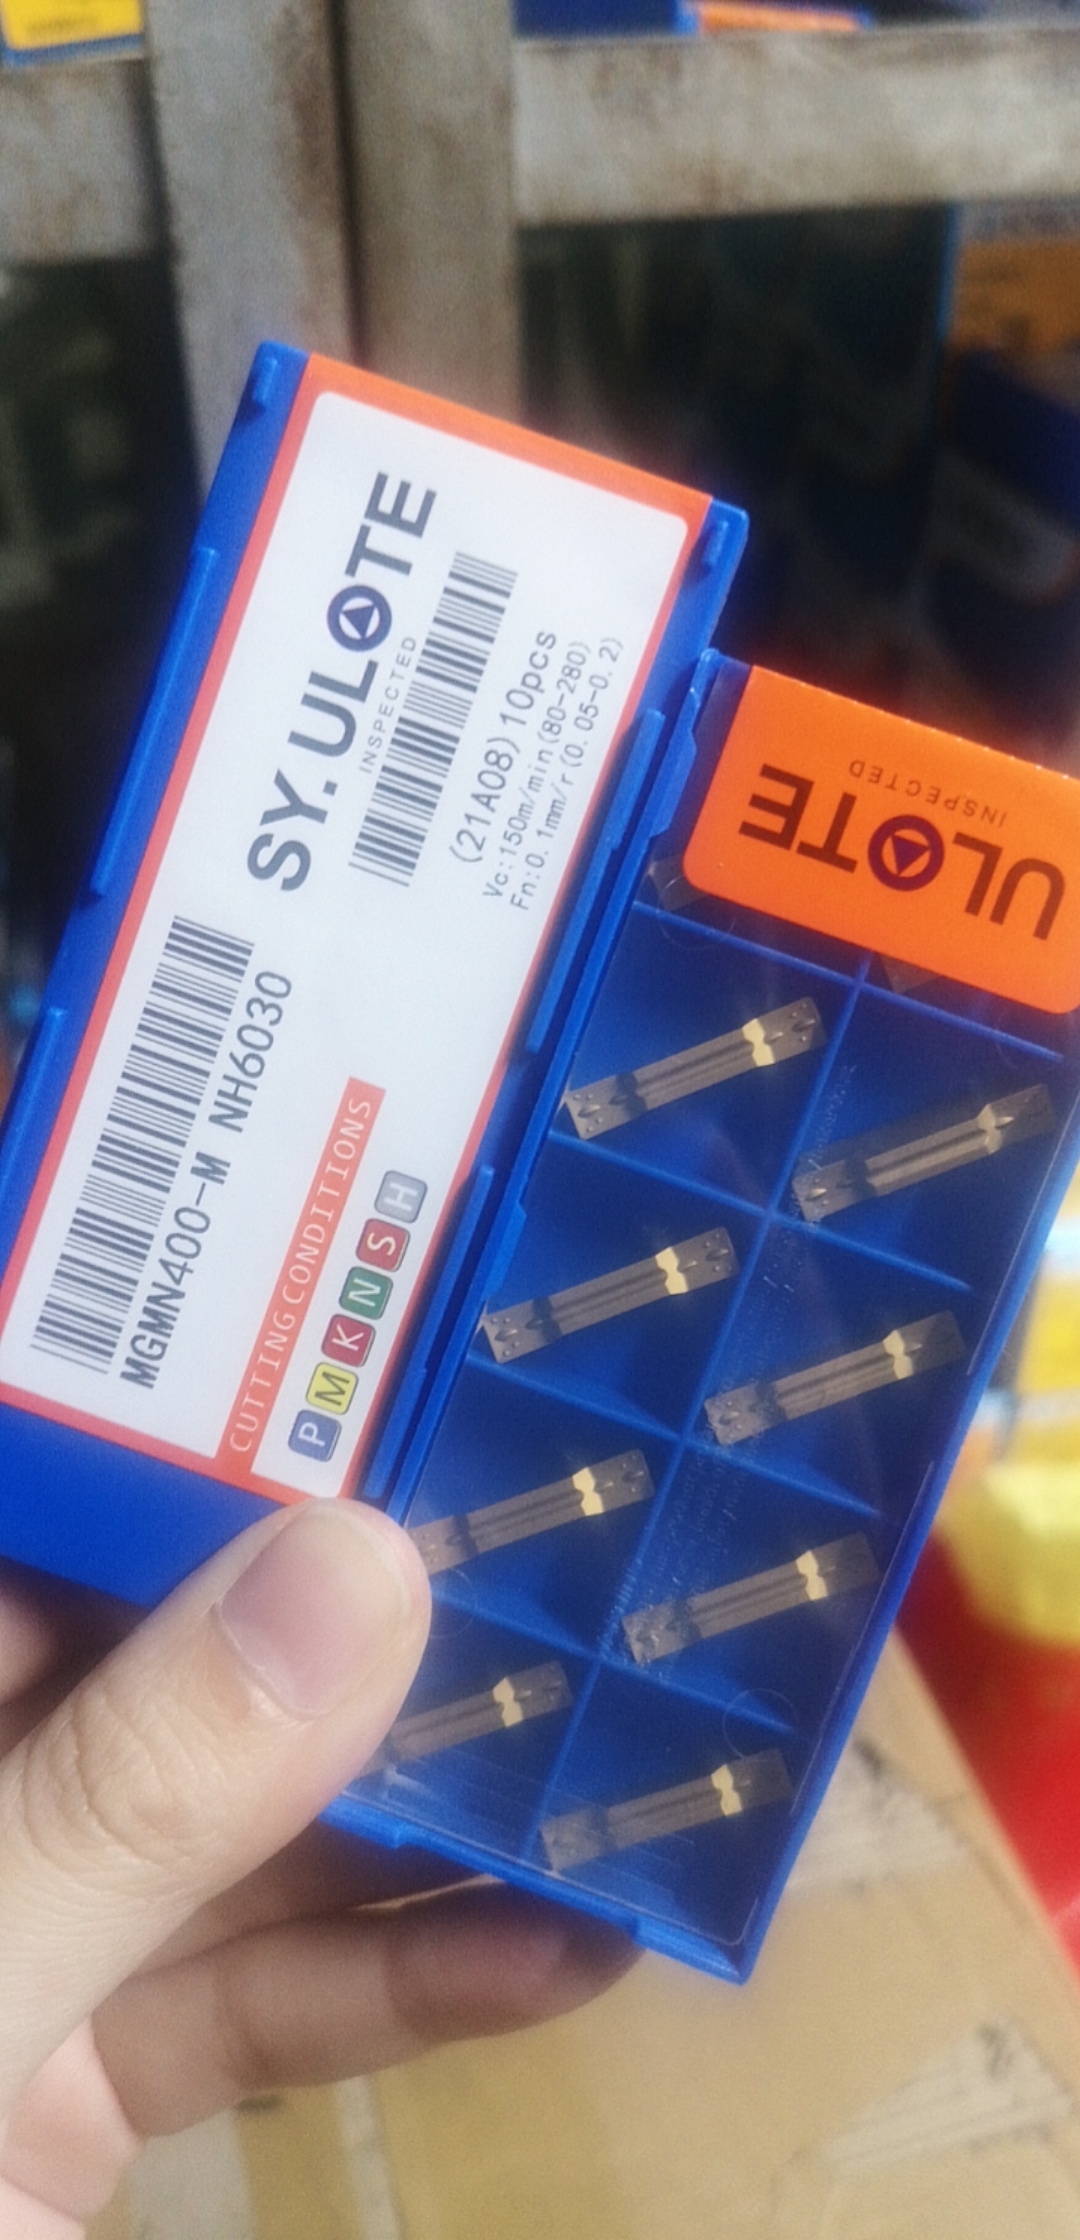 SY.ULOTE
INSPECTED
(21A08) 10pcs
Vc:150m/min(80-280)
Fn:0.1mm/r(0.05-0.2)
MGMN400-M NH6030
CUTTING CONDITIONS
P M K N S H
ULOTE
INSPECTED